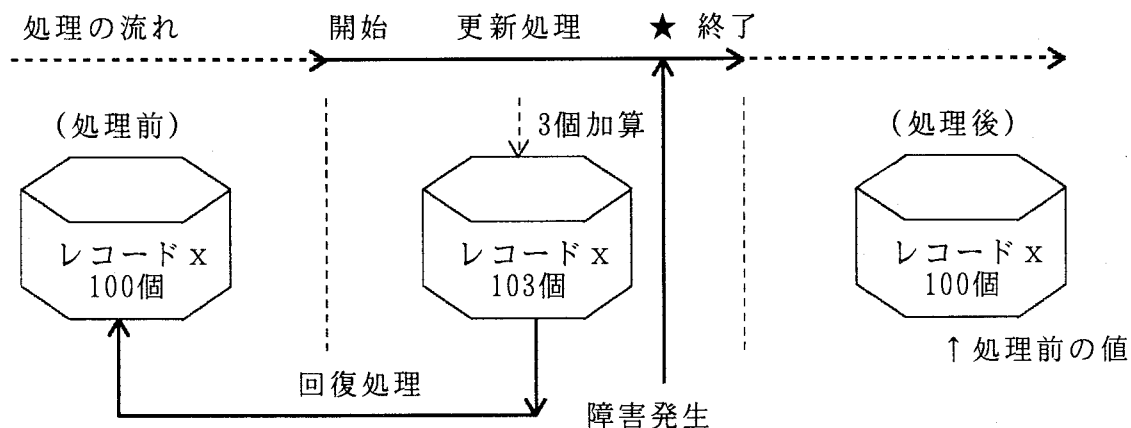 処理の流れ 開始 更新処理 ★ 終了
(処理前) 3個加算 (処理後)
レコードx レコードx レコードx
100個 103個 100個
↑処理前の値
回復処理 障害発生